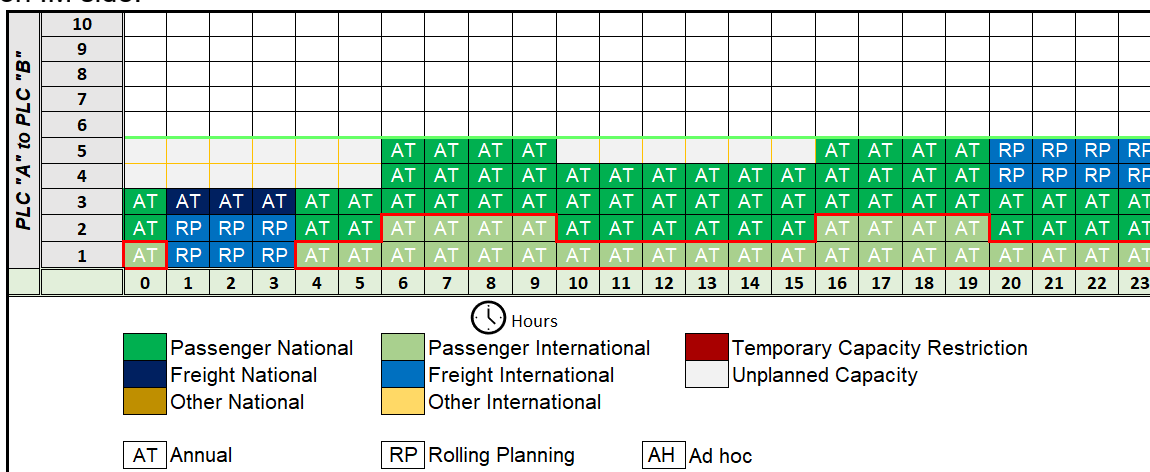 PLC "A" to PLC "B"
10
9
8
7
6
5 AT AT AT AT AT AT AT AT RP RP RP RP
4 AT AT AT AT AT AT AT AT AT AT AT AT AT AT RP RP RP RP
3 AT AT AT AT AT AT AT AT AT AT AT AT AT AT AT AT AT AT AT AT AT AT AT AT
2 AT RP RP RP AT AT AT AT AT AT AT AT AT AT AT AT AT AT AT AT AT AT AT AT
1 AT RP RP RP AT AT AT AT AT AT AT AT AT AT AT AT AT AT AT AT AT AT AT AT
0 1 2 3 4 5 6 7 8 9 10 11 12 13 14 15 16 17 18 19 20 21 22 23
Hours
Passenger National Passenger International Temporary Capacity Restriction
Freight National Freight International Unplanned Capacity
Other National Other International
AT Annual RP Rolling Planning AH Ad hoc